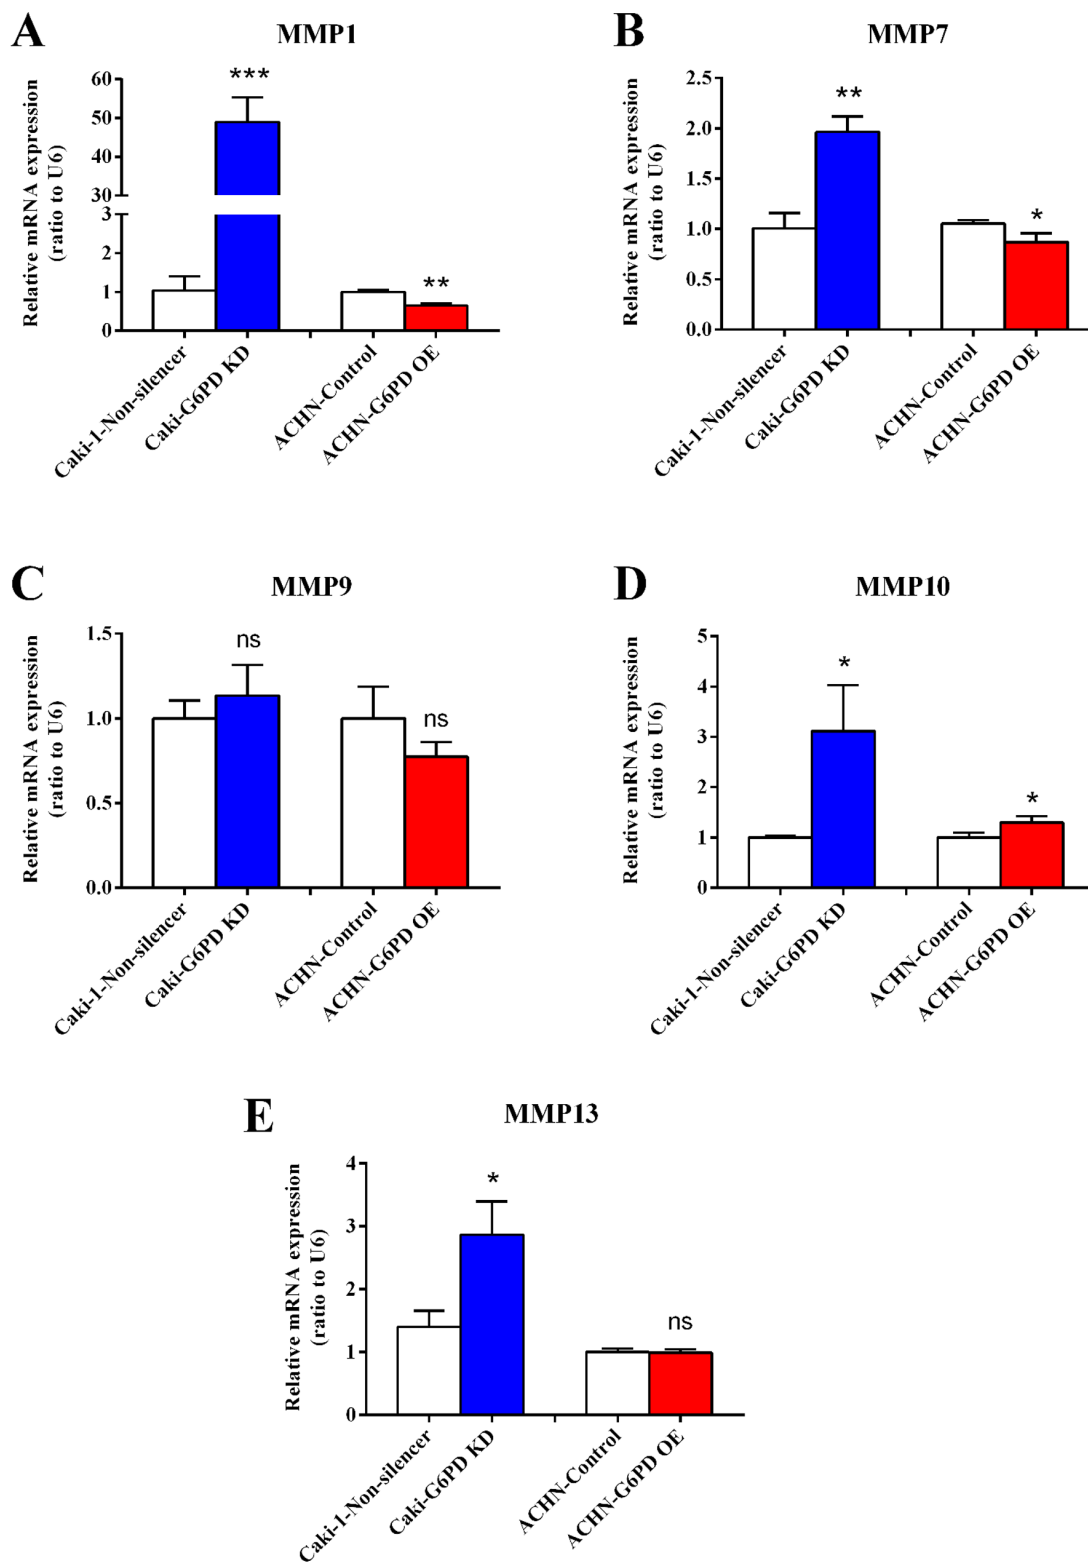 A
MMP1
Relative mRNA expression
(ratio to U6)
60
50
40
30
3
2
1
0
***
**
Caki-1-Non-silencer
Caki-G6PD KD
ACHN-Control
ACHN-G6PD OE
B
MMP7
Relative mRNA expression
(ratio to U6)
2.5
2.0
1.5
1.0
0.5
0.0
**
*
Caki-1-Non-silencer
Caki-G6PD KD
ACHN-Control
ACHN-G6PD OE
C
MMP9
Relative mRNA expression
(ratio to U6)
1.5
1.0
0.5
0.0
ns
ns
Caki-1-Non-silencer
Caki-G6PD KD
ACHN-Control
ACHN-G6PD OE
D
MMP10
Relative mRNA expression
(ratio to U6)
5
4
3
2
1
0
*
*
Caki-1-Non-silencer
Caki-G6PD KD
ACHN-Control
ACHN-G6PD OE
E
MMP13
Relative mRNA expression
(ratio to U6)
4
3
2
1
0
*
ns
Caki-1-Non-silencer
Caki-G6PD KD
ACHN-Control
ACHN-G6PD OE